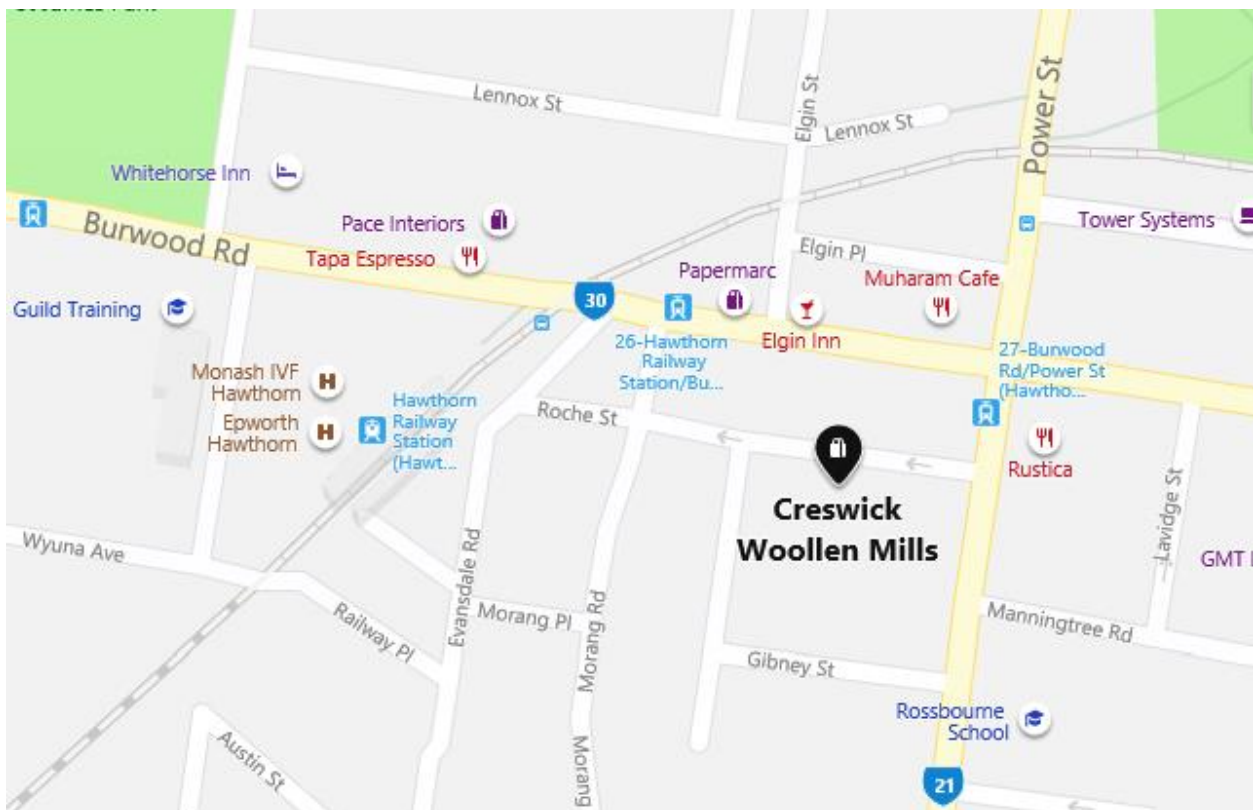 Lennox St
Elgin St
Lennox St
Power St
Whitehorse Inn
Burwood Rd
Pace Interiors
Tapa Espresso
Tower Systems
Elgin Pl
Papermarc
Muharam Cafe
Guild Training
30
Elgin Inn
26-Hawthorn
Railway
Station/Bu...
27-Burwood
Rd/Power St
(Hawtho...
Monash IVF
Hawthorn
Epworth
Hawthorn
Hawthorn
Railway
Station
(Hawt...
Roche St
Rustica
Creswick
Woollen Mills
Lavidge St
Wyuna Ave
GMT
Evansdale Rd
Morang Pl
Morang Rd
Railway Pl
Manningtree Rd
Gibney St
Rossbourne
School
Austin St
Morang
21